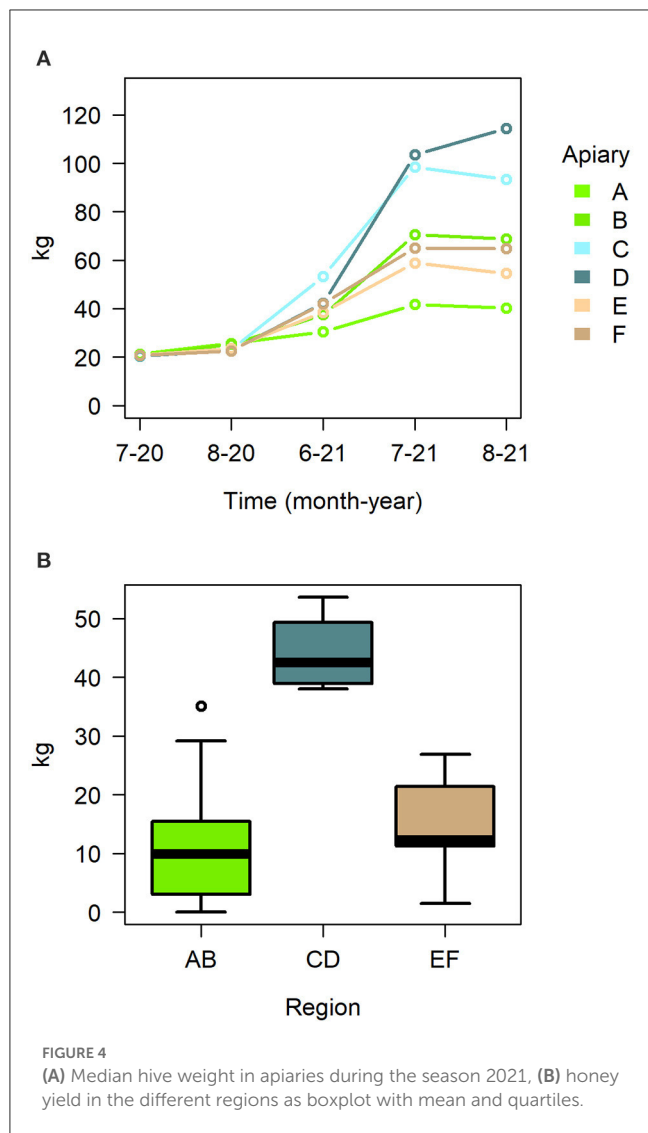 A
120
100
80
60
40
20
0
kg
7-20 8-20 6-21 7-21 8-21
Time (month-year)
Apiary
A
B
C
D
E
F
B
50
40
30
20
10
0
kg
AB CD EF
Region
FIGURE 4
(A) Median hive weight in apiaries during the season 2021, (B) honey
yield in the different regions as boxplot with mean and quartiles.